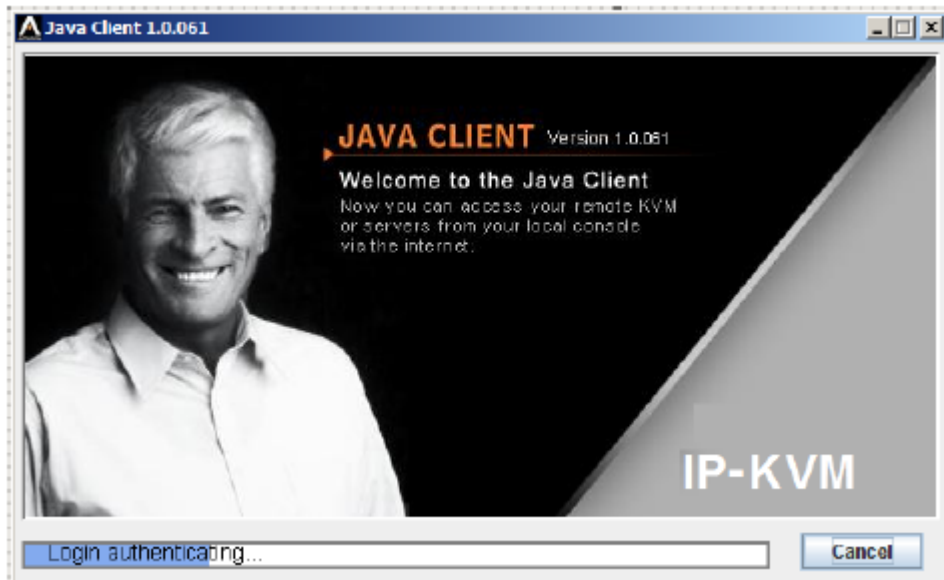 Java Client 1.0.061
JAVA CLIENT Version 1.0.061
Welcome to the Java Client
Now you can access your remote KVM
or servers from your local console
via the internet.
IP-KVM
Login authenticating...
Cancel